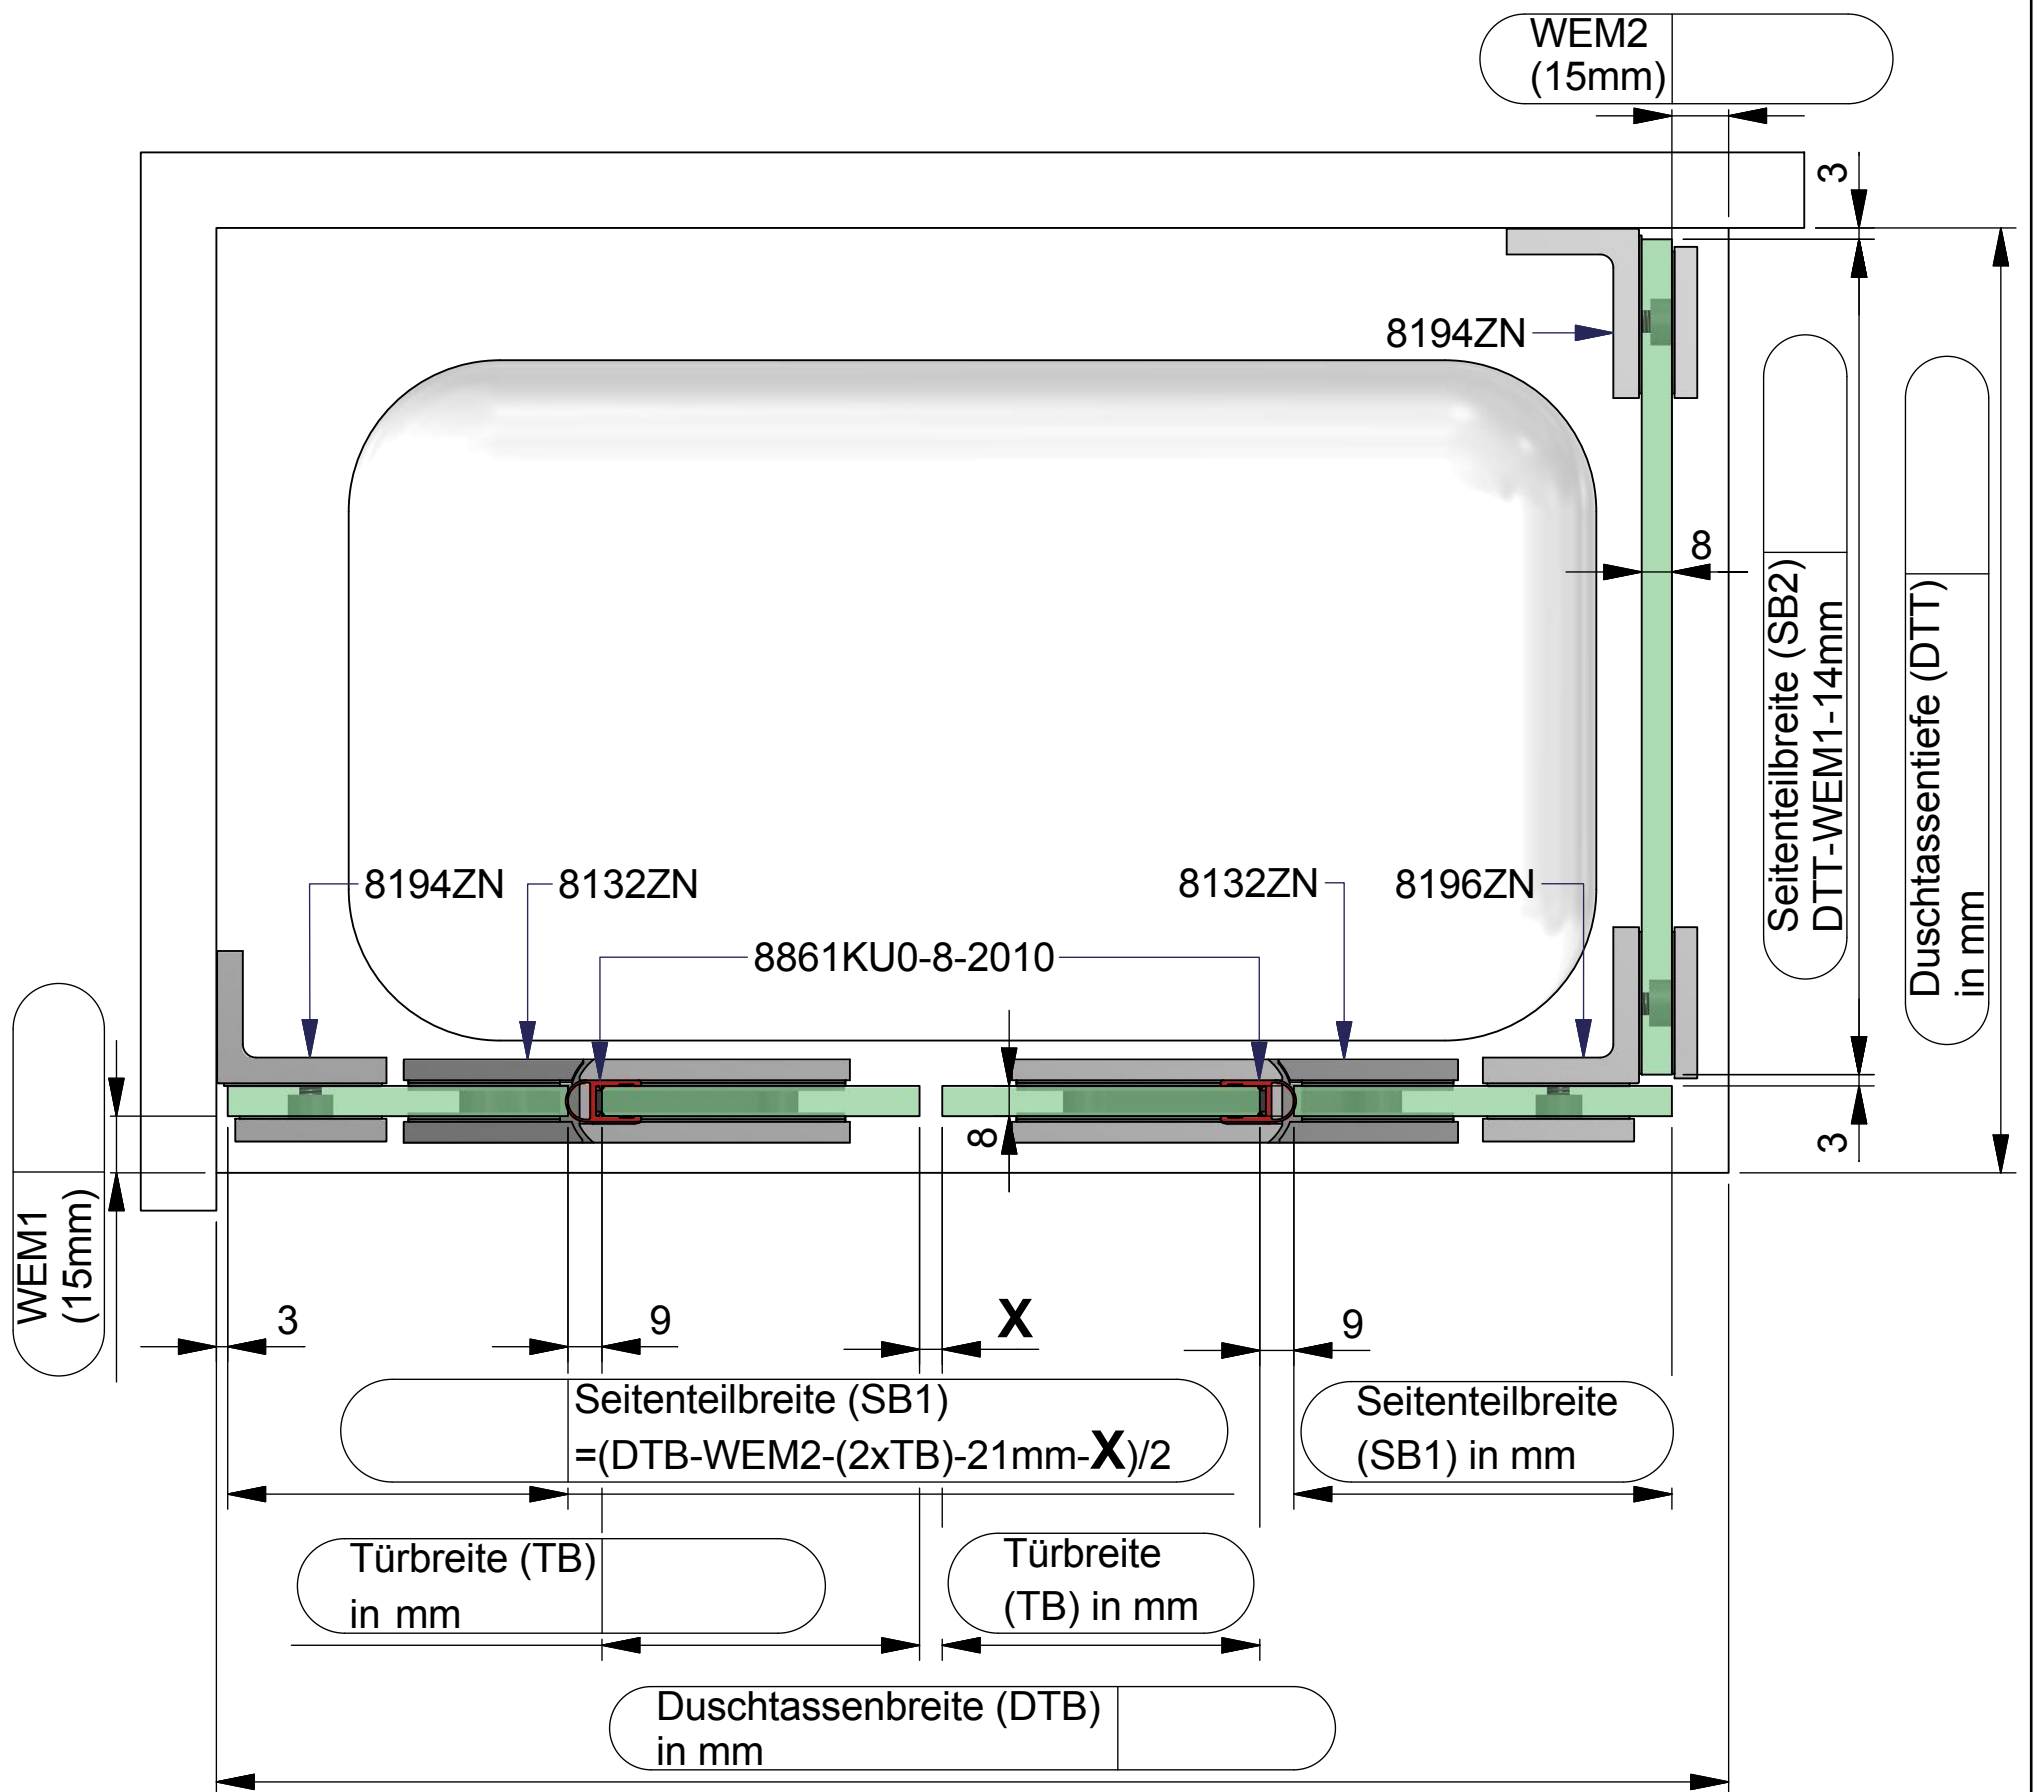 WEM2
(15mm)
3
8194ZN
8
Seitenteilbreite (SB2)
DTT-WEM1-14mm
Duschtassentiefe (DTT)
in mm
8194ZN
8132ZN
8132ZN
8196ZN
8861KU0-8-2010
8
3
WEM1
(15mm)
3
9
X
9
Seitenteilbreite (SB1)
=(DTB-WEM2-(2xTB)-21mm-X)/2
Seitenteilbreite
(SB1) in mm
Türbreite (TB)
in mm
Türbreite
(TB) in mm
Duschtassenbreite (DTB)
in mm